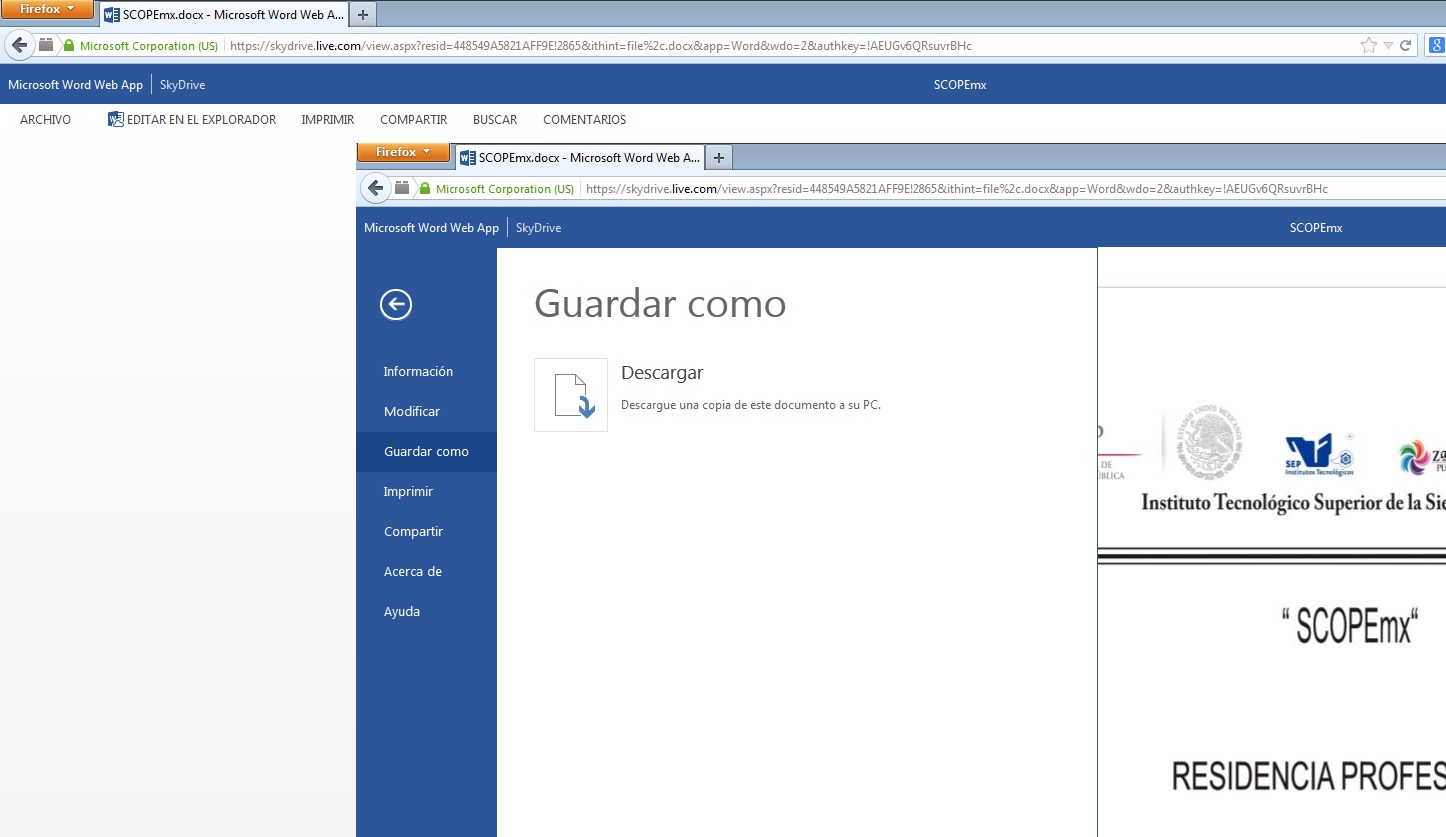 Firefox
SCOPEmx.docx - Microsoft Word Web A...
Microsoft Corporation (US)
https://skydrive.live.com/view.aspx?resid=448549A5821AFF9E!2865&ithint=file%2c.docx&app=Word&wdo=2&authkey=!AEUGv6QRsuvrBHc
Microsoft Word Web App
SkyDrive
SCOPEmx
ARCHIVO
EDITAR EN EL EXPLORADOR
IMPRIMIR
COMPARTIR
BUSCAR
COMENTARIOS
Firefox
SCOPEmx.docx - Microsoft Word Web A...
Microsoft Corporation (US)
https://skydrive.live.com/view.aspx?resid=448549A5821AFF9E!2865&ithint=file%2c.docx&app=Word&wdo=2&authkey=!AEUGv6QRsuvrBHc
Microsoft Word Web App
SkyDrive
SCOPEmx
Información
Modificar
Guardar como
Imprimir
Compartir
Acerca de
Ayuda
Guardar como
Descargar
Descargue una copia de este documento a su PC.
DE
ÚBLICA
ESTADOS UNIDOS MEXICANOS
SEP
Institutos Tecnológicos
za
PU
Instituto Tecnológico Superior de la Sie
“ SCOPEmx“
RESIDENCIA PROFES